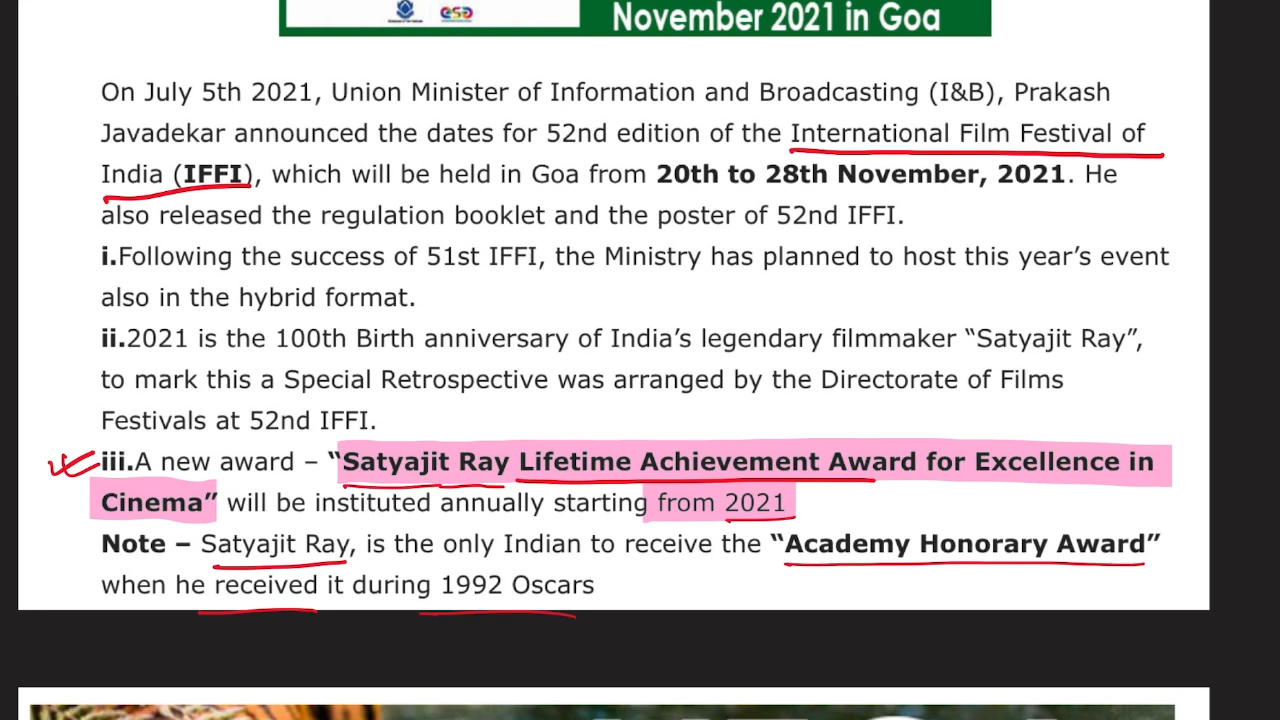 esa
November 2021 in Goa
On July 5th 2021, Union Minister of Information and Broadcasting (I&B), Prakash
Javadekar announced the dates for 52nd edition of the International Film Festival of
India (IFFI), which will be held in Goa from 20th to 28th November, 2021. He
also released the regulation booklet and the poster of 52nd IFFI.
i.Following the success of 51st IFFI, the Ministry has planned to host this year’s event
also in the hybrid format.
ii.2021 is the 100th Birth anniversary of India’s legendary filmmaker “Satyajit Ray”,
to mark this a Special Retrospective was arranged by the Directorate of Films
Festivals at 52nd IFFI.
iii.A new award – “Satyajit Ray Lifetime Achievement Award for Excellence in
Cinema” will be instituted annually starting from 2021
Note – Satyajit Ray, is the only Indian to receive the “Academy Honorary Award”
when he received it during 1992 Oscars